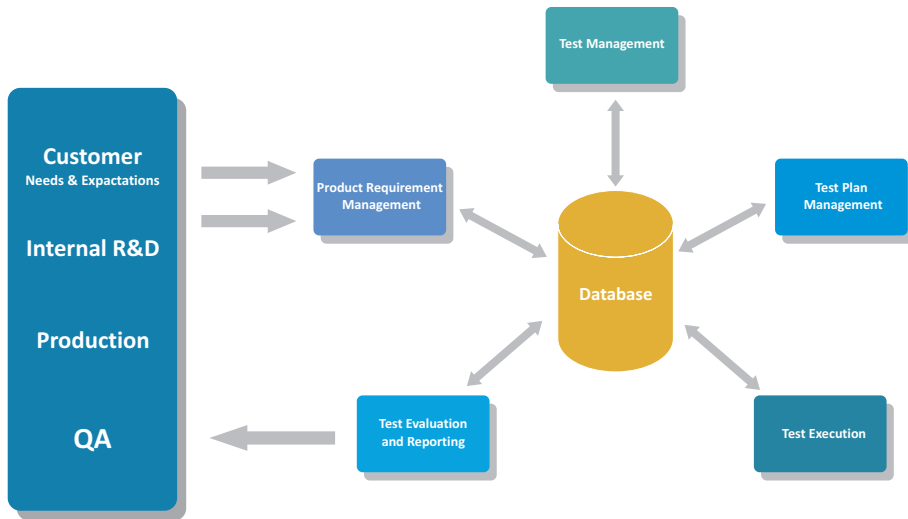 Test Management
Customer
Needs & Expactations
Product Requirement
Management
Test Plan
Management
Internal R&D
Database
Production
Test Evaluation
and Reporting
QA
Test Execution